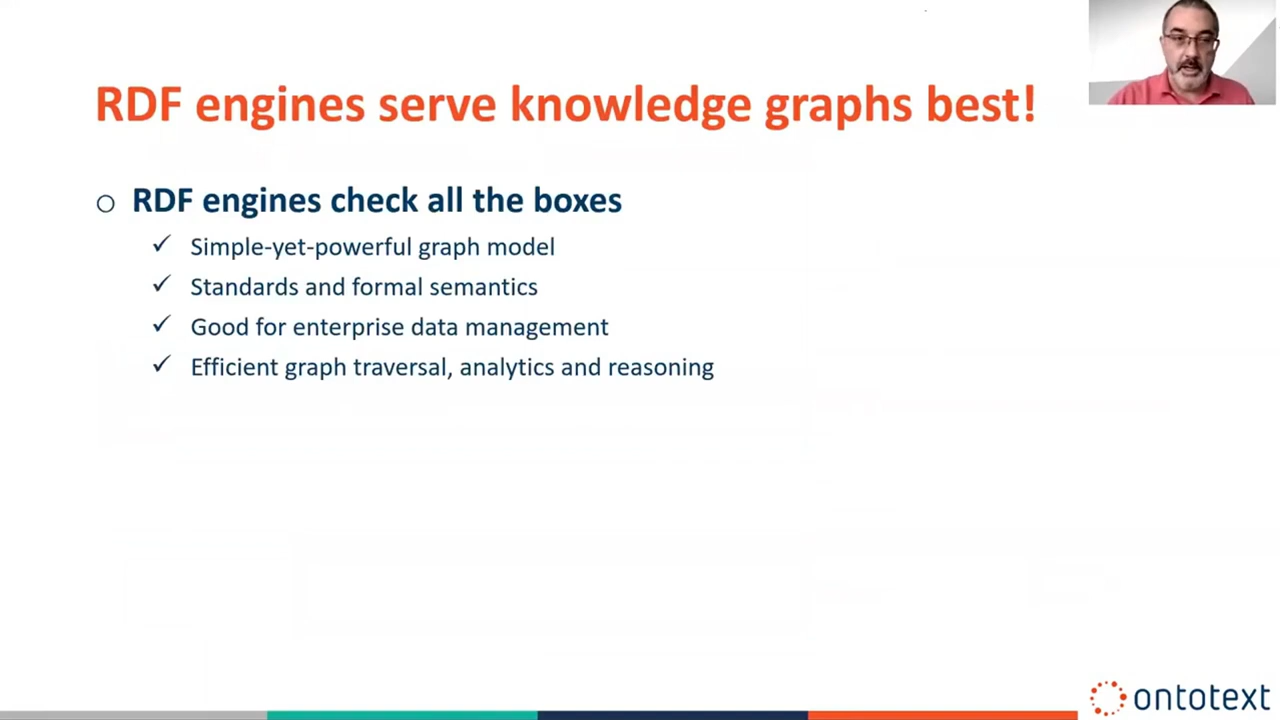 RDF engines serve knowledge graphs best!
RDF engines check all the boxes
Simple-yet-powerful graph model
Standards and formal semantics
Good for enterprise data management
Efficient graph traversal, analytics and reasoning
ontotext